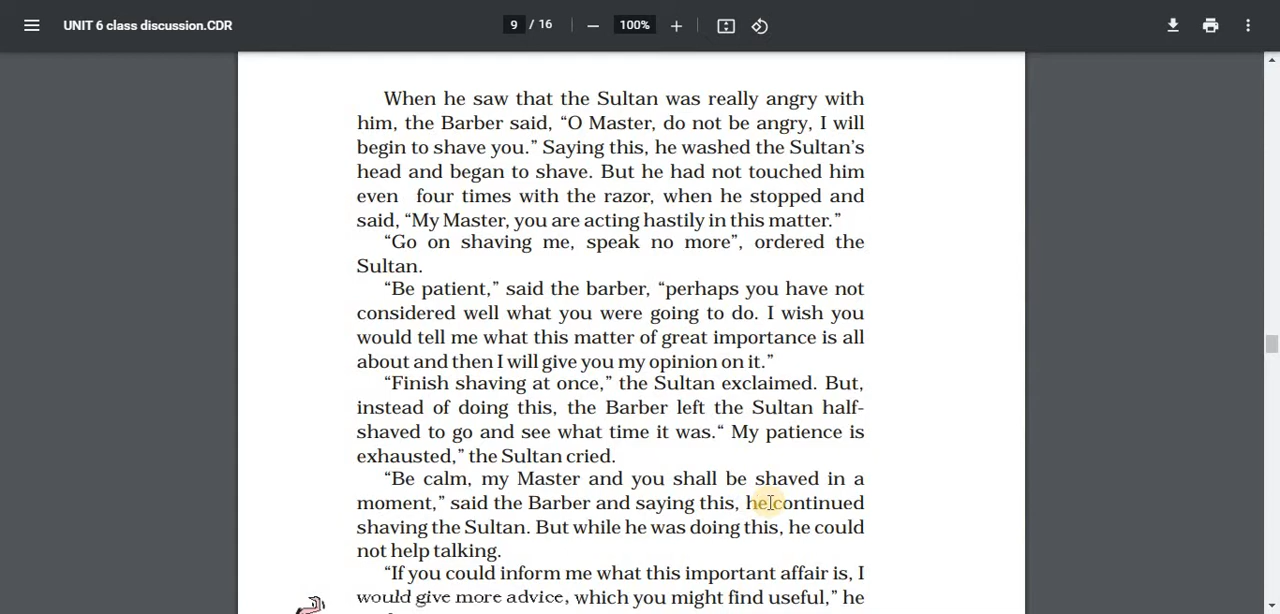 UNIT 6 class discussion.CDR
9 / 16
100%
When he saw that the Sultan was really angry with
him, the Barber said, “O Master, do not be angry, I will
begin to shave you.” Saying this, he washed the Sultan’s
head and began to shave. But he had not touched him
even four times with the razor, when he stopped and
said, “My Master, you are acting hastily in this matter.”
“Go on shaving me, speak no more”, ordered the
Sultan.
“Be patient,” said the barber, “perhaps you have not
considered well what you were going to do. I wish you
would tell me what this matter of great importance is all
about and then I will give you my opinion on it.”
“Finish shaving at once,” the Sultan exclaimed. But,
instead of doing this, the Barber left the Sultan half-
shaved to go and see what time it was.“ My patience is
exhausted,” the Sultan cried.
“Be calm, my Master and you shall be shaved in a
moment,” said the Barber and saying this, he continued
shaving the Sultan. But while he was doing this, he could
not help talking.
“If you could inform me what this important affair is, I
would give more advice, which you might find useful,” he